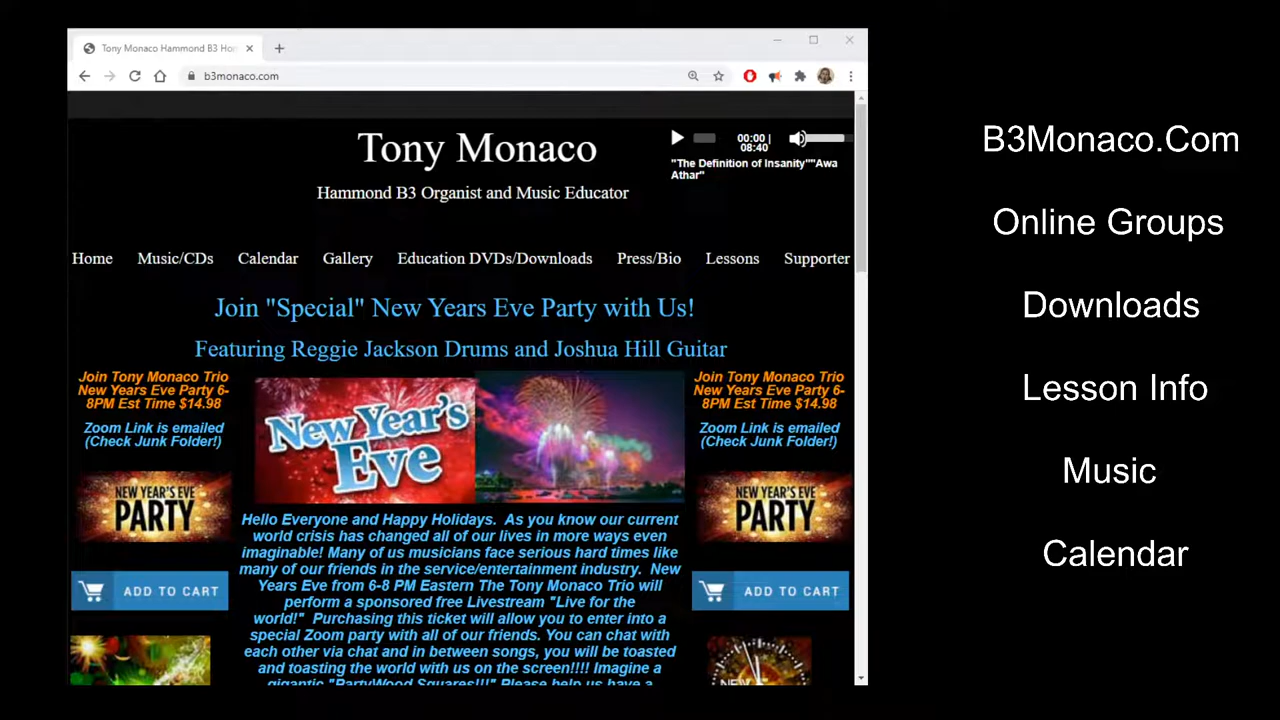 Tony Monaco Hammond B3 Hom
b3monaco.com
Tony Monaco
Hammond B3 Organist and Music Educator
00:00 |
08:40
"The Definition of Insanity""Awa
Athar"
Home Music/CDs Calendar Gallery Education DVDs/Downloads Press/Bio Lessons Supporter
Join "Special" New Years Eve Party with Us!
Featuring Reggie Jackson Drums and Joshua Hill Guitar
Join Tony Monaco Trio
New Years Eve Party 6-
8PM Est Time $14.98
Zoom Link is emailed
(Check Junk Folder!)
NEW YEAR'S EVE
PARTY
ADD TO CART
New Year's
Eve
Hello Everyone and Happy Holidays. As you know our current
world crisis has changed all of our lives in more ways even
imaginable! Many of us musicians face serious hard times like
many of our friends in the service/entertainment industry. New
Years Eve from 6-8 PM Eastern The Tony Monaco Trio will
perform a sponsored free Livestream "Live for the
world!" Purchasing this ticket will allow you to enter into a
special Zoom party with all of our friends. You can chat with
each other via chat and in between songs, you will be toasted
and toasting the world with us on the screen!!!! Imagine a
gigantic "PartyWood Squares!!!" Please help us have a
Join Tony Monaco Trio
New Years Eve Party 6-
8PM Est Time $14.98
Zoom Link is emailed
(Check Junk Folder!)
NEW YEAR'S EVE
PARTY
ADD TO CART
NEW
B3Monaco.Com
Online Groups
Downloads
Lesson Info
Music
Calendar